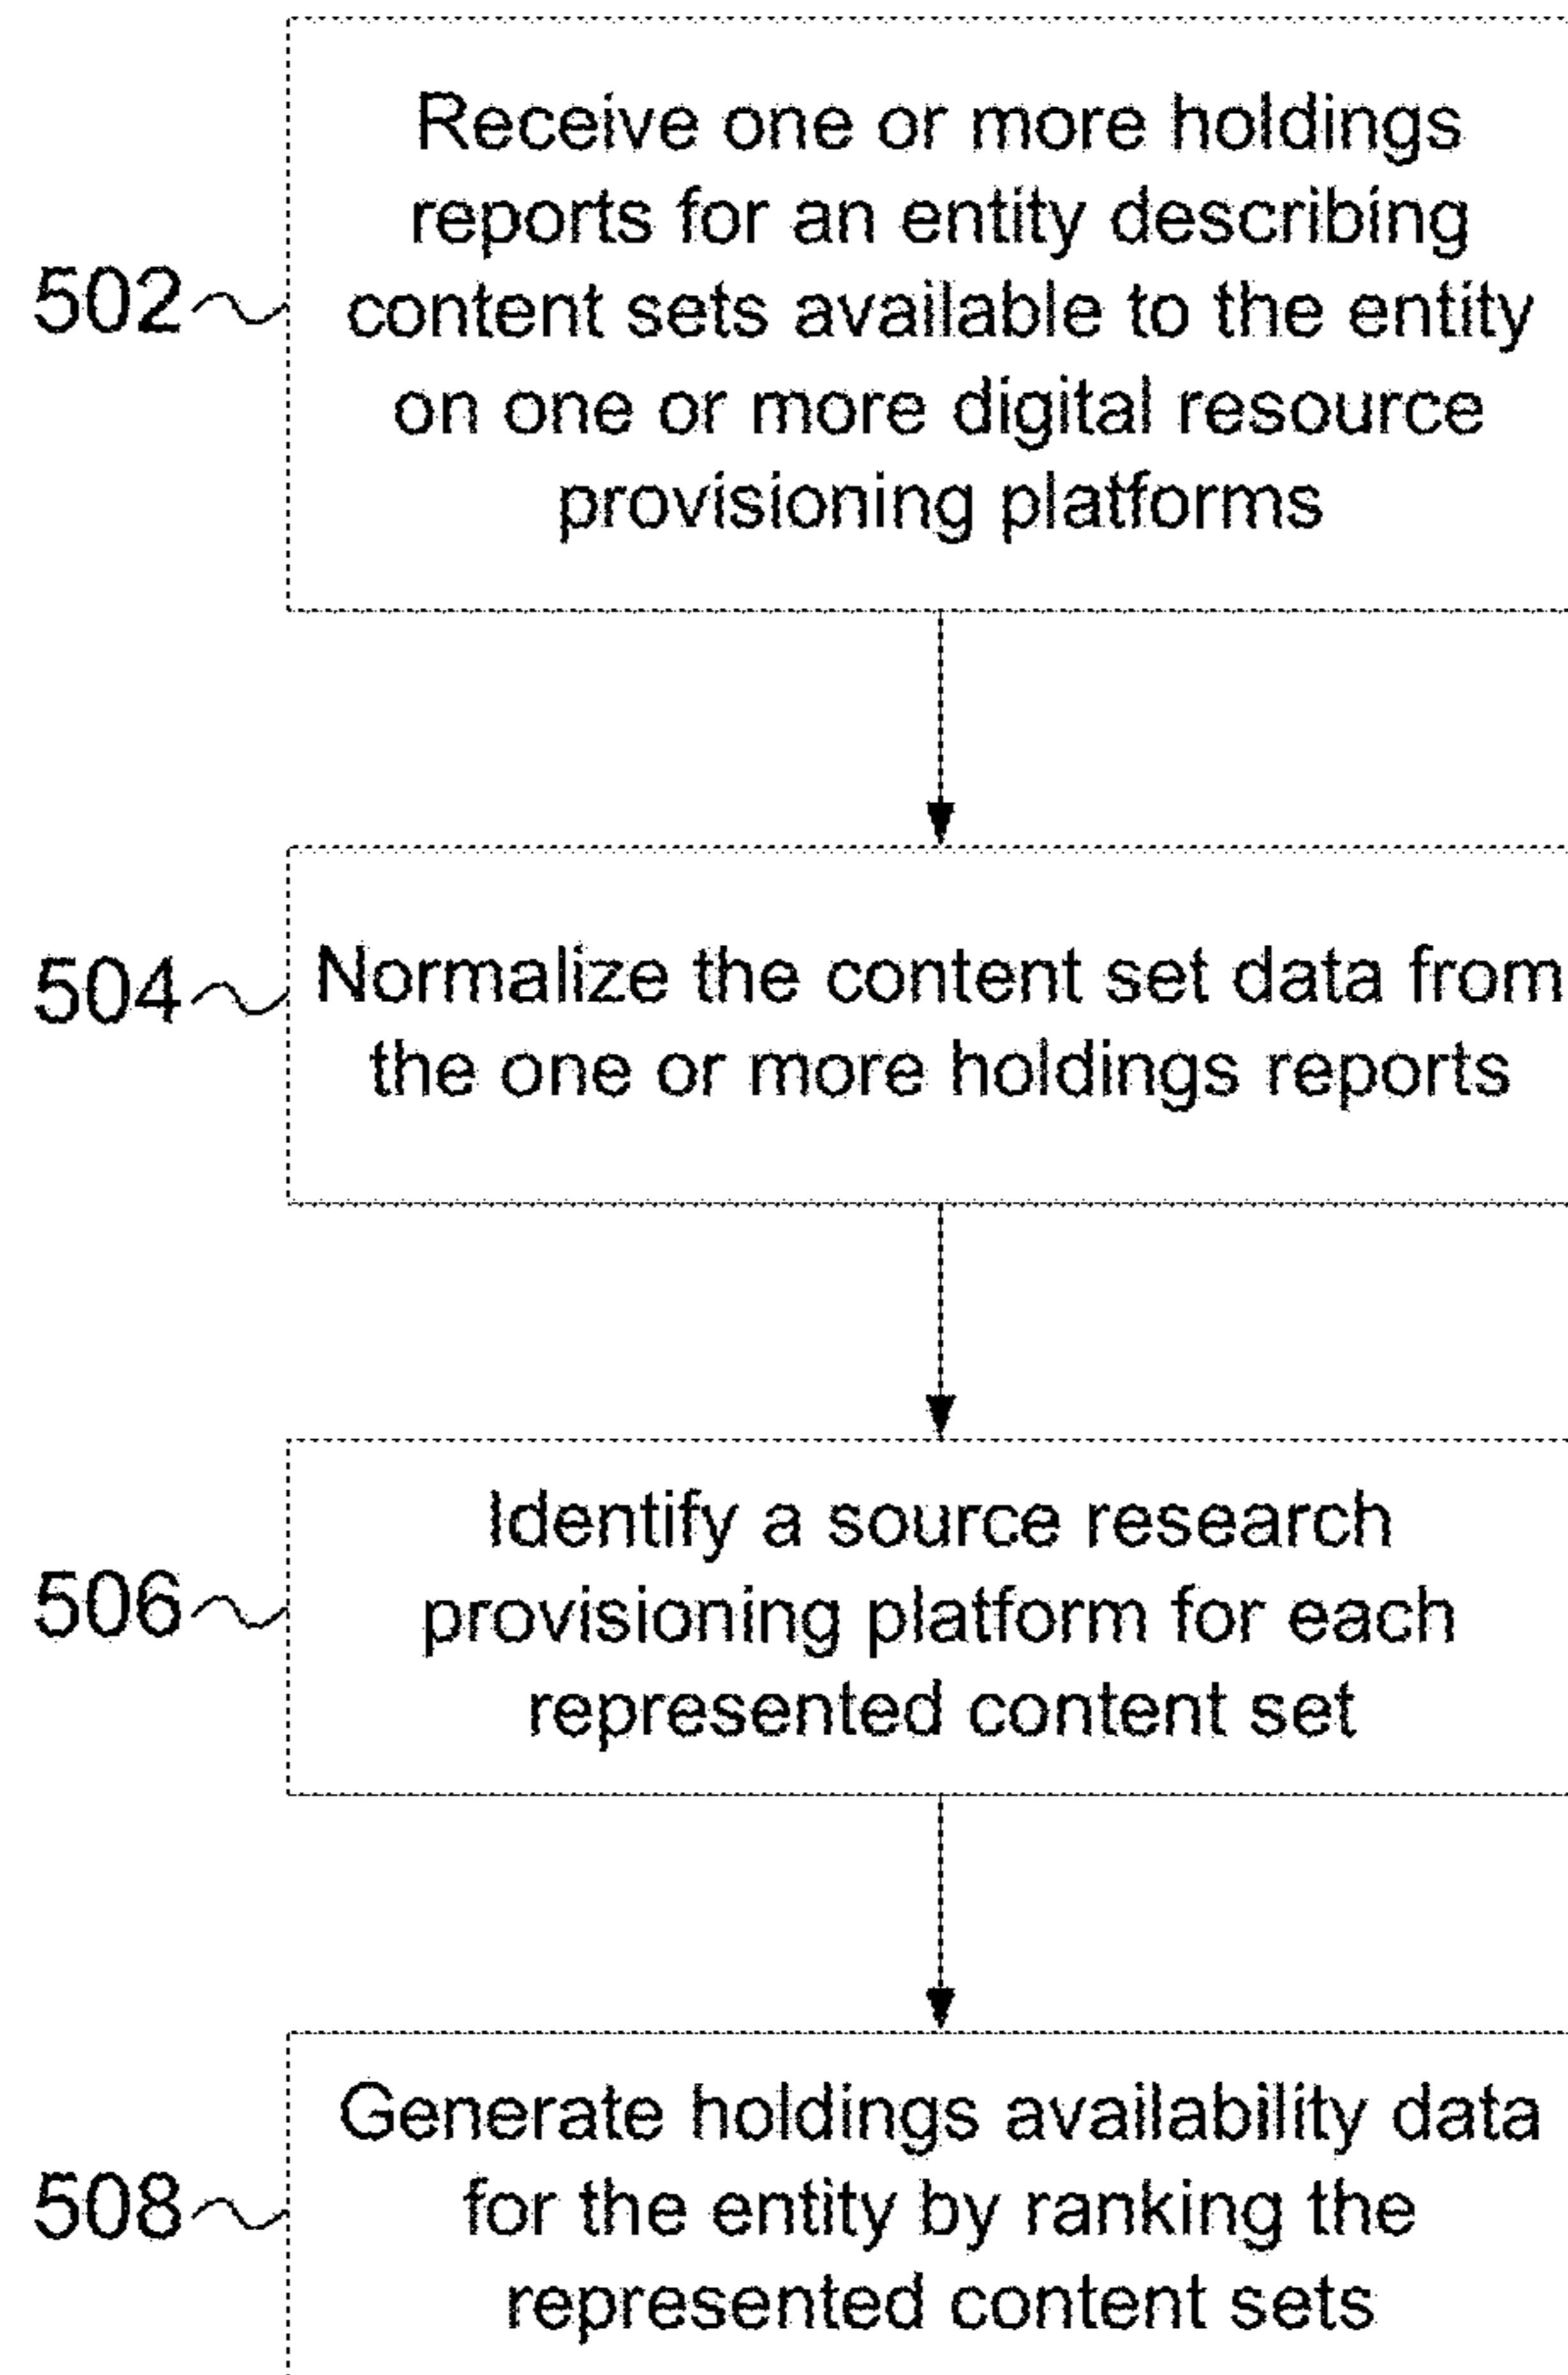 Receive one or more holdings
reports for an entity describing
502
content sets available to the entity
on one or more digital resource
provisioning platforms
504
Normalize the content set data from
the one or more holdings reports
Identify a source research
506
provisioning platform for each
represented content set
Generate holdings availability data
508
for the entity by ranking the
represented content sets